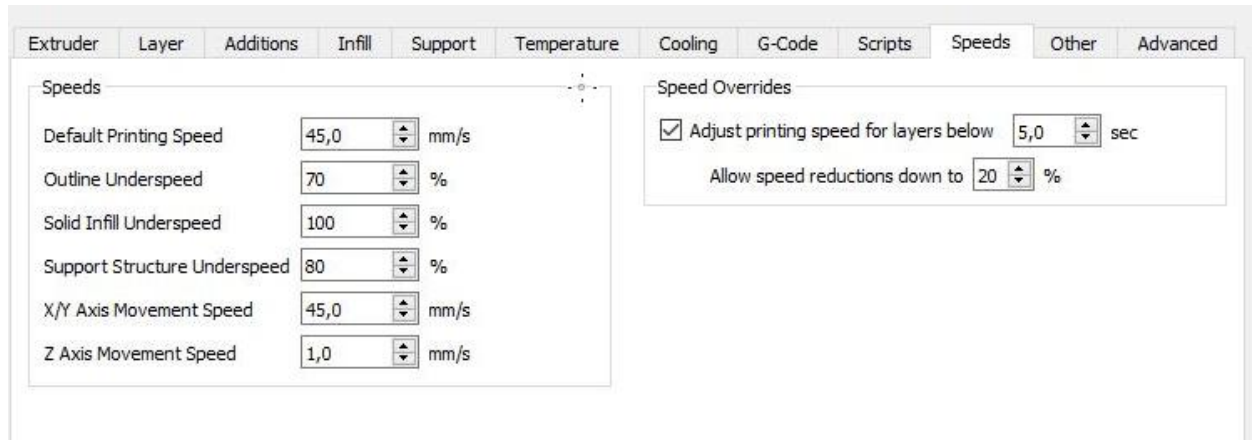 Extruder Layer Additions Infill Support Temperature Cooling G-Code Scripts Speeds Other Advanced
Speeds
Default Printing Speed 45,0 mm/s
Outline Underspeed 70 %
Solid Infill Underspeed 100 %
Support Structure Underspeed 80 %
X/Y Axis Movement Speed 45,0 mm/s
Z Axis Movement Speed 1,0 mm/s
Speed Overrides
Adjust printing speed for layers below 5,0 sec
Allow speed reductions down to 20 %